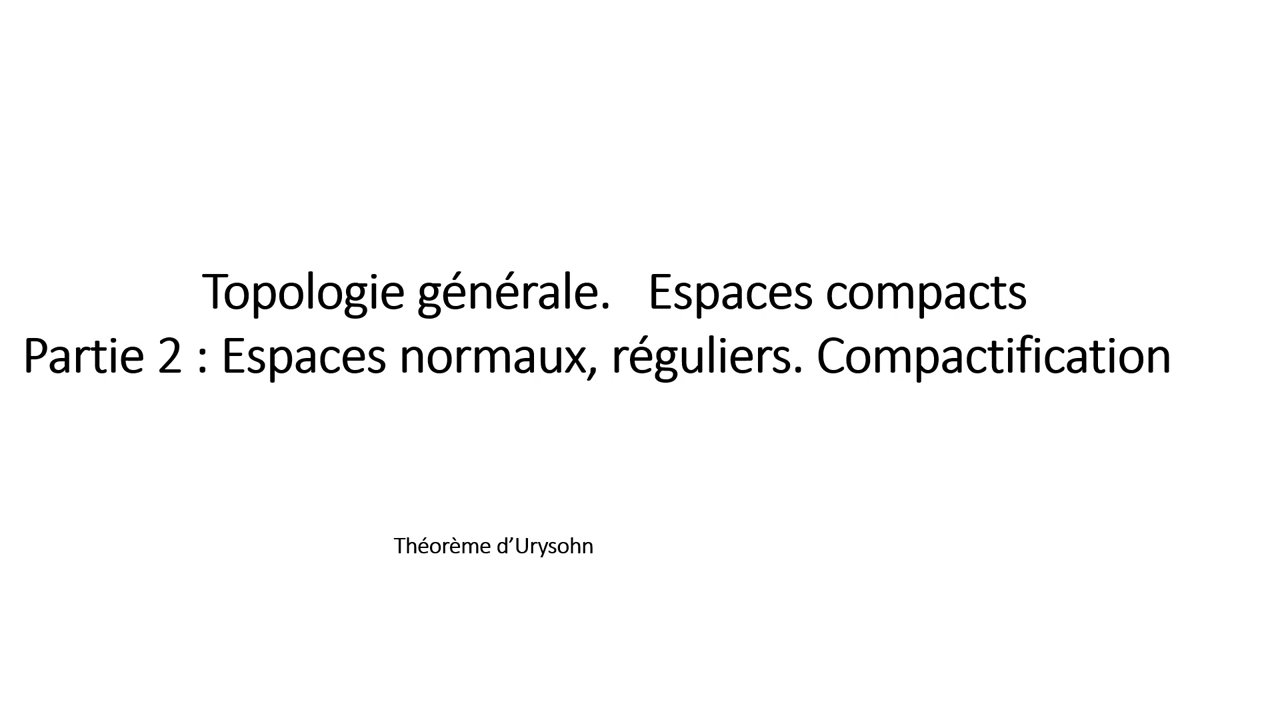 Topologie générale. Espaces compacts
Partie 2 : Espaces normaux, réguliers. Compactification
Théorème d’Urysohn